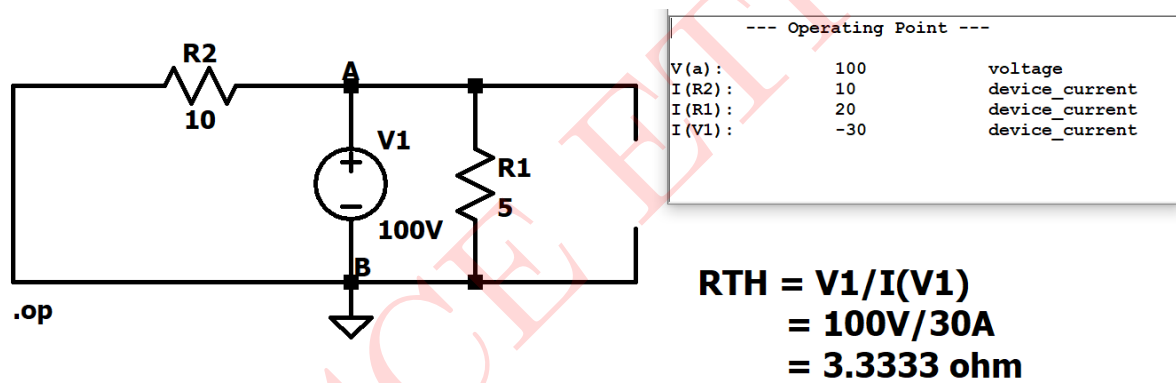 R2
10
A
V1
100V
B
R1
5
.op
--- Operating Point ---
V(a): 100 voltage
I(R2): 10 device_current
I(R1): 20 device_current
I(V1): -30 device_current
RTH = V1/I(V1)
= 100V/30A
= 3.3333 ohm